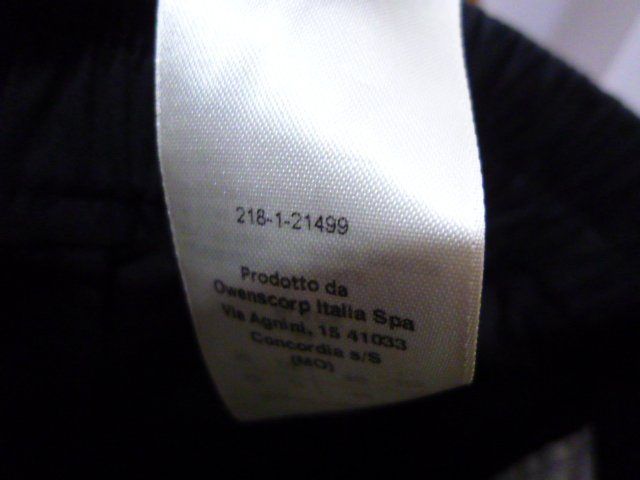 218-1-21499
Prodotto da
Owenscorp Italia Spa
Via Agnini, 15 41033
Concordia s/S
(MO)